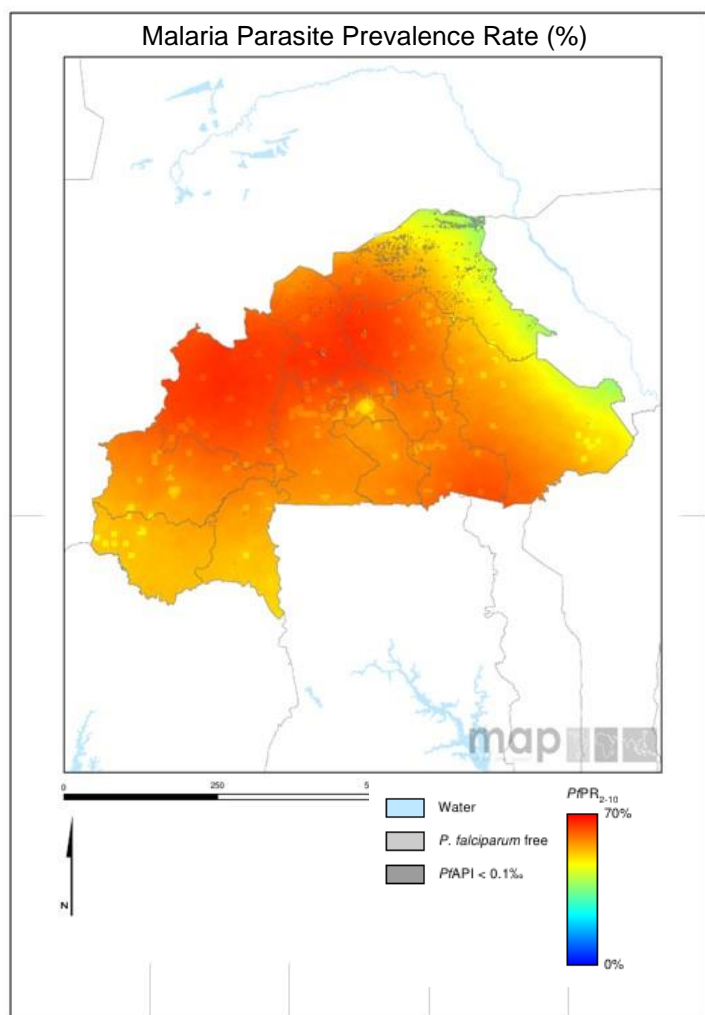 Malaria Parasite Prevalence Rate (%)
map
0 250 5
PfPR2-10
Water 70%
P. falciparum free
PfAPI < 0.1‰
N
0%